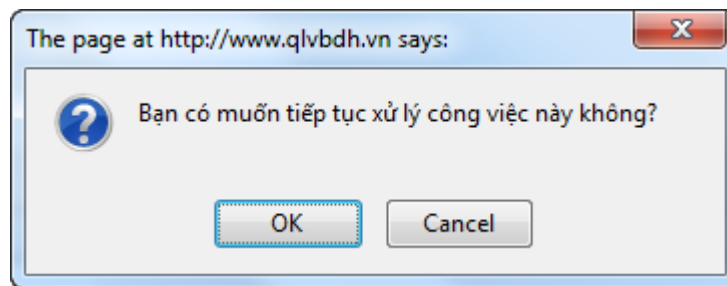 The page at http://www.qlvbdh.vn says:
Bạn có muốn tiếp tục xử lý công việc này không?
OK
Cancel